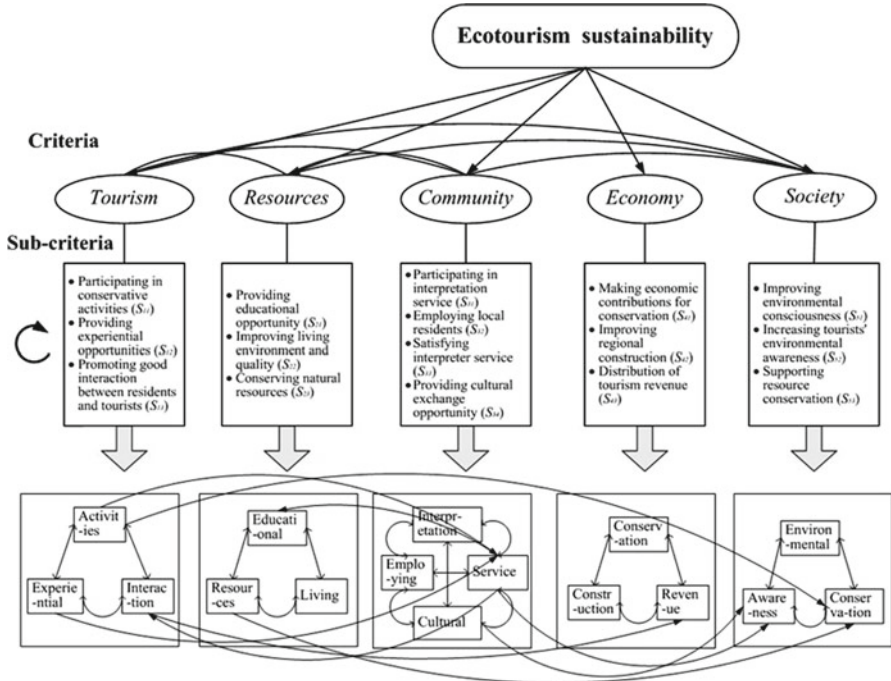 Ecotourism sustainability
Criteria
Tourism
Resources
Community
Economy
Society
Sub-criteria
• Participating in
conservative
activities (S₁₁)
• Providing
experiential
opportunities (S₁₂)
• Promoting good
interaction
between residents
and tourists (S₁₃)
• Providing
educational
opportunity (S₂₁)
• Improving living
environment and
quality (S₂₂)
• Conserving natural
resources (S₂₃)
• Participating in
interpretation
service (S₃₁)
• Employing local
residents (S₃₂)
• Satisfying
interpreter service
(S₃₃)
• Providing cultural
exchange
opportunity (S₃₄)
• Making economic
contributions for
conservation (S₄₁)
• Improving
regional
construction (S₄₂)
• Distribution of
tourism revenue
(S₄₃)
• Improving
environmental
consciousness (S₅₁)
• Increasing tourists'
environmental
awareness (S₅₂)
• Supporting
resource
conservation (S₅₃)
Activit
-ies
Experie
-ntial
Interac
-tion
Educati
-onal
Resour
-ces
Living
Interpr-
etation
Emplo
-ying
Service
Cultural
Conserv
-ation
Constr
-uction
Reven
-ue
Environ
-mental
Aware
-ness
Conser
va-tion